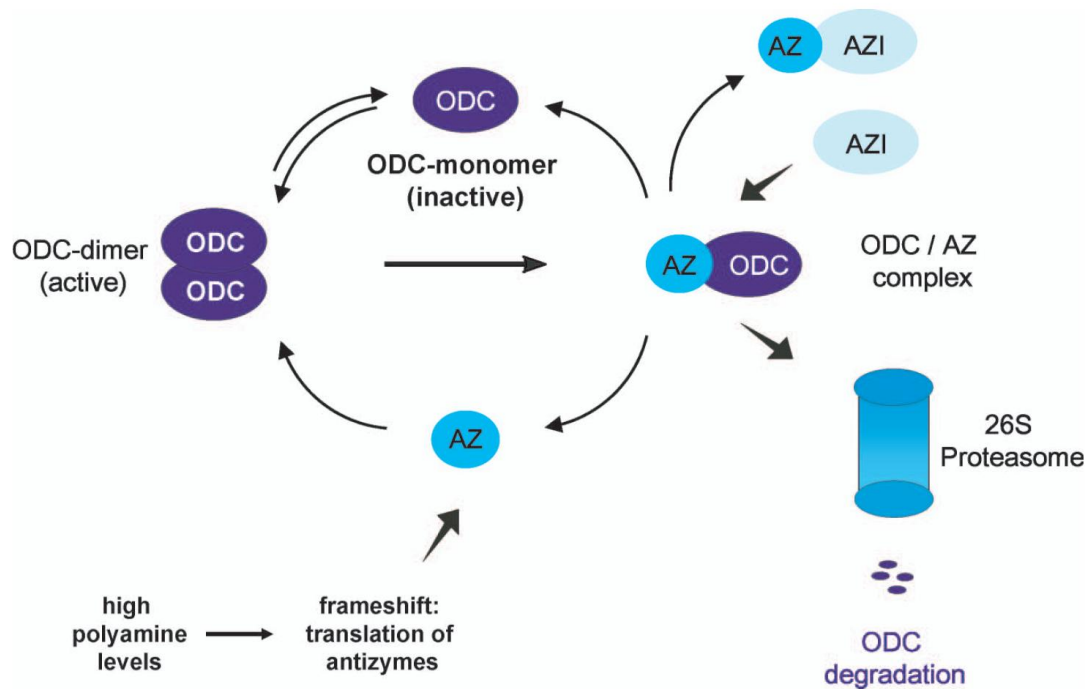 AZ
AZI
ODC
AZI
ODC-monomer
(inactive)
ODC-dimer
(active)
ODC
ODC
AZ
ODC
ODC / AZ
complex
AZ
26S
Proteasome
high
polyamine
levels
frameshift:
translation of
antizymes
ODC
degradation